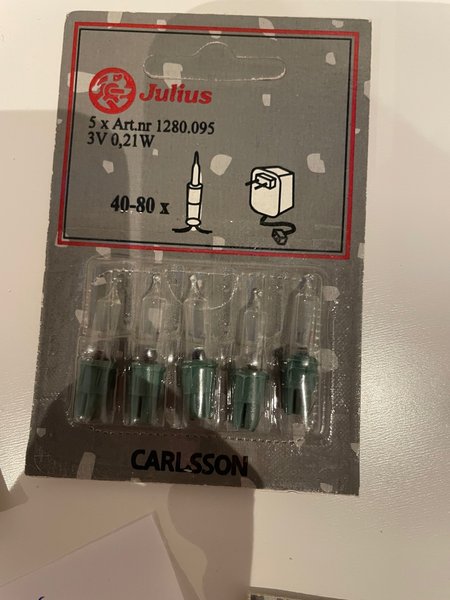 Julius
5 x Art.nr 1280.095
3V 0,21W
40-80 x
CARLSSON